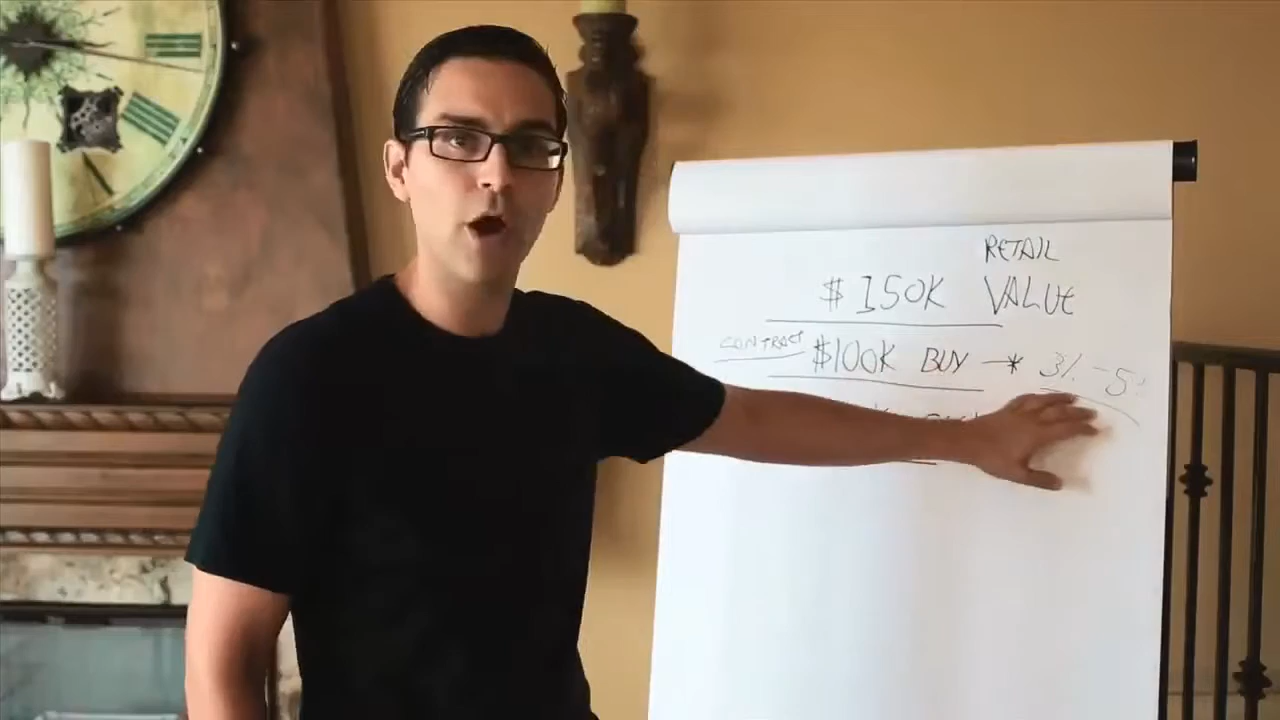 RETAIL
$150K VALUE
CONTRACT $100K BUY → * 3% - 5